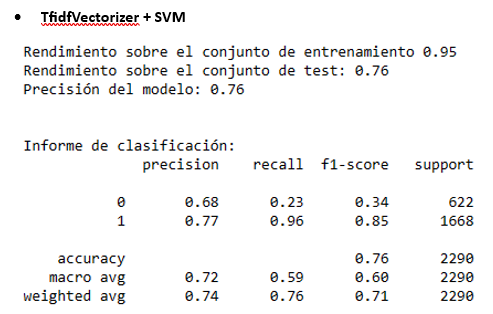 • TfidfVectorizer + SVM
Rendimiento sobre el conjunto de entrenamiento 0.95
Rendimiento sobre el conjunto de test: 0.76
Precisión del modelo: 0.76
Informe de clasificación:
precision recall f1-score support
0 0.68 0.23 0.34 622
1 0.77 0.96 0.85 1668
accuracy 0.76 2290
macro avg 0.72 0.59 0.60 2290
weighted avg 0.74 0.76 0.71 2290